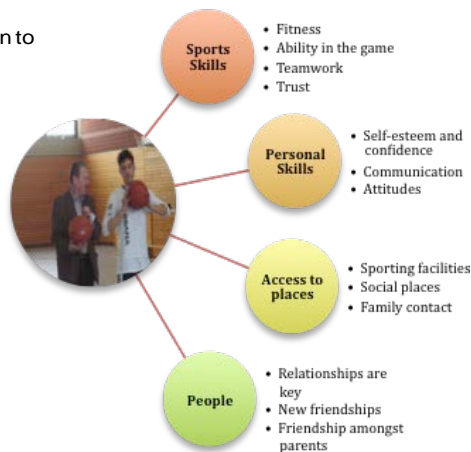 n to
Sports
Skills
• Fitness
• Ability in the game
• Teamwork
• Trust
Personal
Skills
• Self-esteem and
confidence
• Communication
• Attitudes
Access to
places
• Sporting facilities
• Social places
• Family contact
People
• Relationships are
key
• New friendships
• Friendship amongst
parents